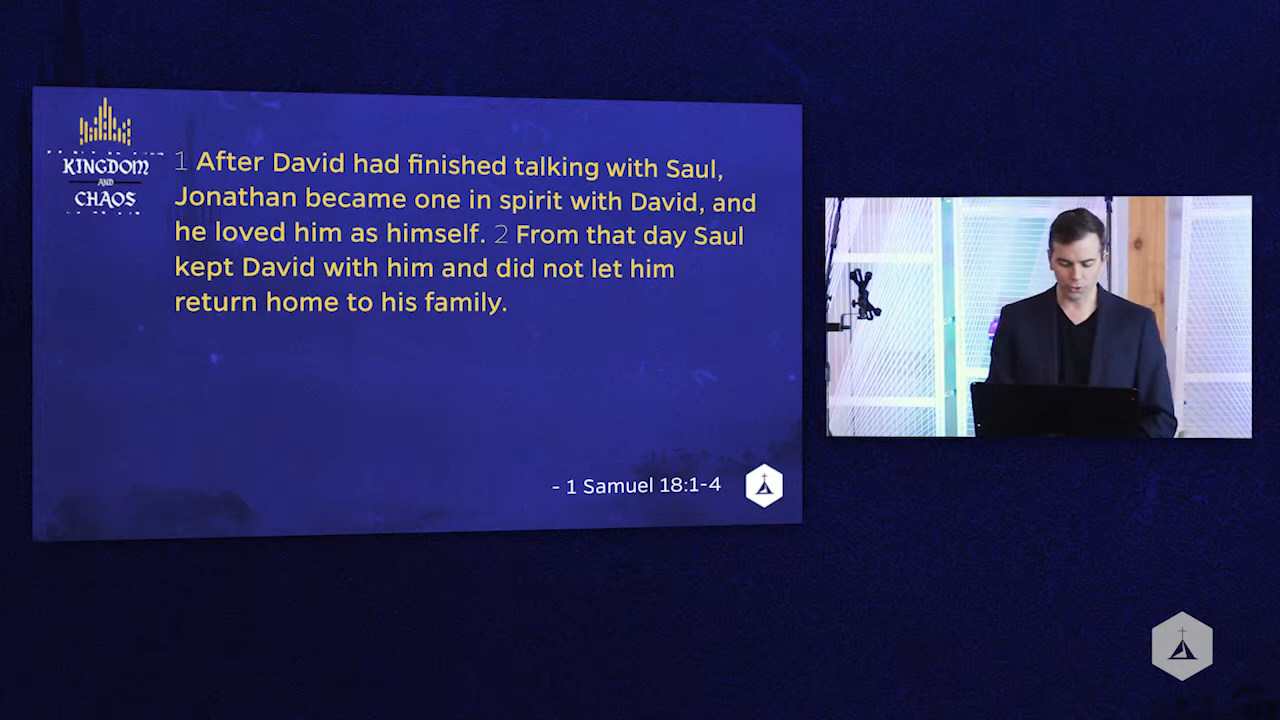 KINGDOM
AND
CHAOS
1 After David had finished talking with Saul,
Jonathan became one in spirit with David, and
he loved him as himself. 2 From that day Saul
kept David with him and did not let him
return home to his family.
- 1 Samuel 18:1-4